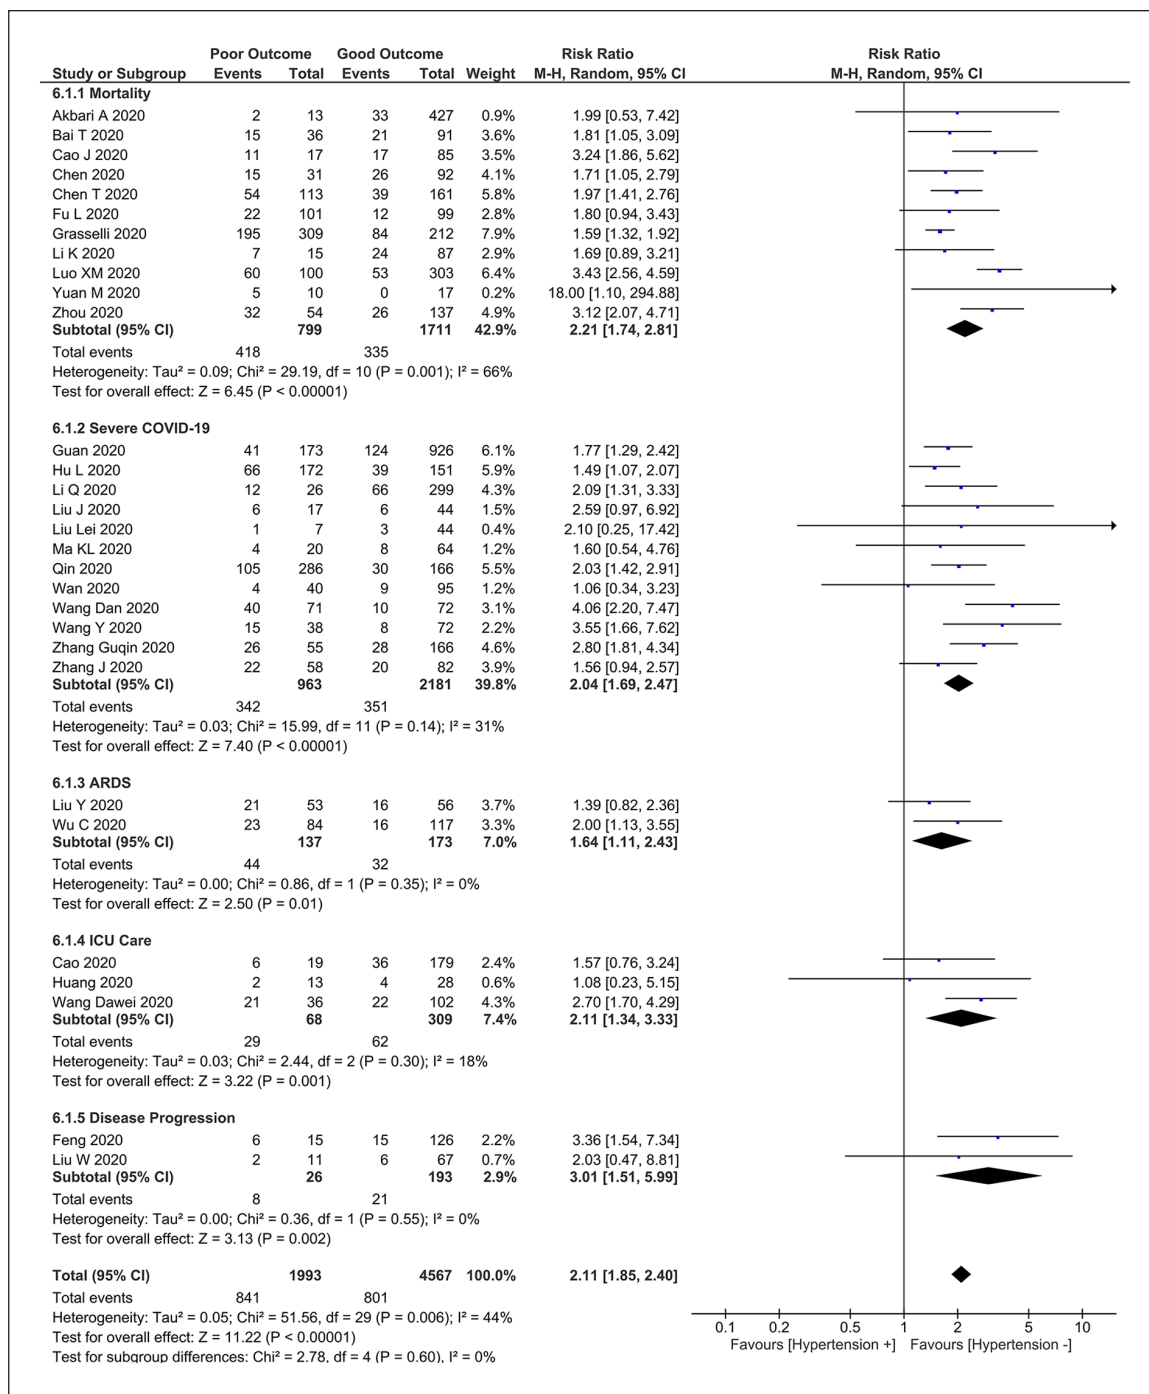 Poor Outcome Good Outcome Risk Ratio Risk Ratio
Study or Subgroup Events Total Events Total Weight M-H, Random, 95% CI M-H, Random, 95% CI
6.1.1 Mortality
Akbari A 2020 2 13 33 427 0.9% 1.99 [0.53, 7.42]
Bai T 2020 15 36 21 91 3.6% 1.81 [1.05, 3.09]
Cao J 2020 11 17 17 85 3.5% 3.24 [1.86, 5.62]
Chen 2020 15 31 26 92 4.1% 1.71 [1.05, 2.79]
Chen T 2020 54 113 39 161 5.8% 1.97 [1.41, 2.76]
Fu L 2020 22 101 12 99 2.8% 1.80 [0.94, 3.43]
Grasselli 2020 195 309 84 212 7.9% 1.59 [1.32, 1.92]
Li K 2020 7 15 24 87 2.9% 1.69 [0.89, 3.21]
Luo XM 2020 60 100 53 303 6.4% 3.43 [2.56, 4.59]
Yuan M 2020 5 10 0 17 0.2% 18.00 [1.10, 294.88]
Zhou 2020 32 54 26 137 4.9% 3.12 [2.07, 4.71]
Subtotal (95% CI) 799 1711 42.9% 2.21 [1.74, 2.81]
Total events 418 335
Heterogeneity: Tau² = 0.09; Chi² = 29.19, df = 10 (P = 0.001); I² = 66%
Test for overall effect: Z = 6.45 (P < 0.00001)
6.1.2 Severe COVID-19
Guan 2020 41 173 124 926 6.1% 1.77 [1.29, 2.42]
Hu L 2020 66 172 39 151 5.9% 1.49 [1.07, 2.07]
Li Q 2020 12 26 66 299 4.3% 2.09 [1.31, 3.33]
Liu J 2020 6 17 6 44 1.5% 2.59 [0.97, 6.92]
Liu Lei 2020 1 7 3 44 0.4% 2.10 [0.25, 17.42]
Ma KL 2020 4 20 8 64 1.2% 1.60 [0.54, 4.76]
Qin 2020 105 286 30 166 5.5% 2.03 [1.42, 2.91]
Wan 2020 4 40 9 95 1.2% 1.06 [0.34, 3.23]
Wang Dan 2020 40 71 10 72 3.1% 4.06 [2.20, 7.47]
Wang Y 2020 15 38 8 72 2.2% 3.55 [1.66, 7.62]
Zhang Guqin 2020 26 55 28 166 4.6% 2.80 [1.81, 4.34]
Zhang J 2020 22 58 20 82 3.9% 1.56 [0.94, 2.57]
Subtotal (95% CI) 963 2181 39.8% 2.04 [1.69, 2.47]
Total events 342 351
Heterogeneity: Tau² = 0.03; Chi² = 15.99, df = 11 (P = 0.14); I² = 31%
Test for overall effect: Z = 7.40 (P < 0.00001)
6.1.3 ARDS
Liu Y 2020 21 53 16 56 3.7% 1.39 [0.82, 2.36]
Wu C 2020 23 84 16 117 3.3% 2.00 [1.13, 3.55]
Subtotal (95% CI) 137 173 7.0% 1.64 [1.11, 2.43]
Total events 44 32
Heterogeneity: Tau² = 0.00; Chi² = 0.86, df = 1 (P = 0.35); I² = 0%
Test for overall effect: Z = 2.50 (P = 0.01)
6.1.4 ICU Care
Cao 2020 6 19 36 179 2.4% 1.57 [0.76, 3.24]
Huang 2020 2 13 4 28 0.6% 1.08 [0.23, 5.15]
Wang Dawei 2020 21 36 22 102 4.3% 2.70 [1.70, 4.29]
Subtotal (95% CI) 68 309 7.4% 2.11 [1.34, 3.33]
Total events 29 62
Heterogeneity: Tau² = 0.03; Chi² = 2.44, df = 2 (P = 0.30); I² = 18%
Test for overall effect: Z = 3.22 (P = 0.001)
6.1.5 Disease Progression
Feng 2020 6 15 15 126 2.2% 3.36 [1.54, 7.34]
Liu W 2020 2 11 6 67 0.7% 2.03 [0.47, 8.81]
Subtotal (95% CI) 26 193 2.9% 3.01 [1.51, 5.99]
Total events 8 21
Heterogeneity: Tau² = 0.00; Chi² = 0.36, df = 1 (P = 0.55); I² = 0%
Test for overall effect: Z = 3.13 (P = 0.002)
Total (95% CI) 1993 4567 100.0% 2.11 [1.85, 2.40]
Total events 841 801
Heterogeneity: Tau² = 0.05; Chi² = 51.56, df = 29 (P = 0.006); I² = 44%
Test for overall effect: Z = 11.22 (P < 0.00001)
Test for subgroup differences: Chi² = 2.78, df = 4 (P = 0.60), I² = 0%
0.1 0.2 0.5 1 2 5 10
Favours [Hypertension +] Favours [Hypertension -]